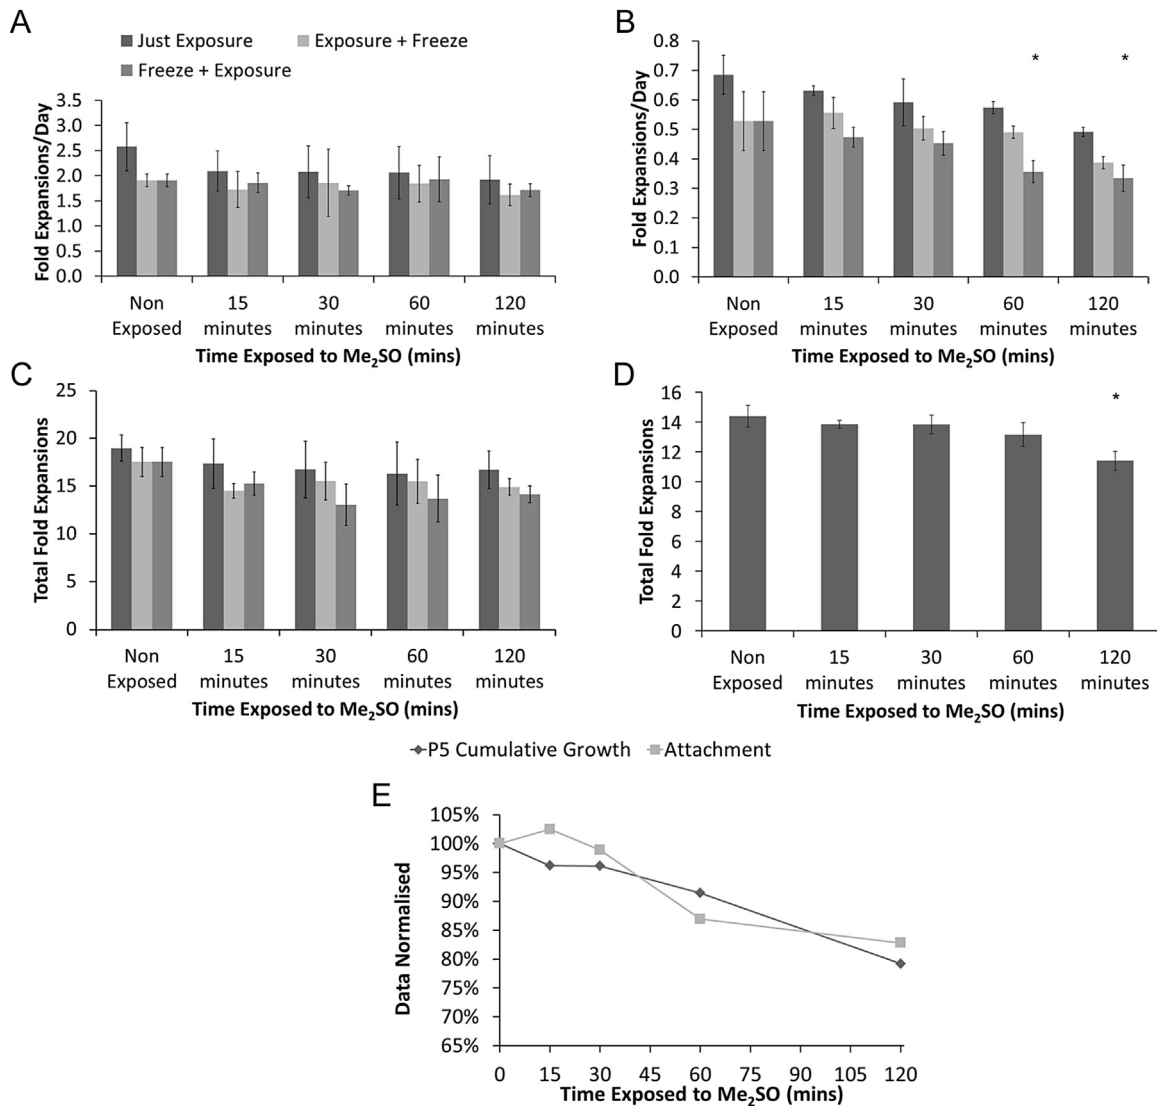 A
Just Exposure
Exposure + Freeze
Freeze + Exposure
Fold Expansions/Day
3.5
3.0
2.5
2.0
1.5
1.0
0.5
0.0
Non Exposed
15 minutes
30 minutes
60 minutes
120 minutes
Time Exposed to Me₂SO (mins)
B
Fold Expansions/Day
0.8
0.7
0.6
0.5
0.4
0.3
0.2
0.1
0.0
*
*
Non Exposed
15 minutes
30 minutes
60 minutes
120 minutes
Time Exposed to Me₂SO (mins)
C
Total Fold Expansions
25
20
15
10
5
0
Non Exposed
15 minutes
30 minutes
60 minutes
120 minutes
Time Exposed to Me₂SO (mins)
D
Total Fold Expansions
16
14
12
10
8
6
4
2
0
*
Non Exposed
15 minutes
30 minutes
60 minutes
120 minutes
Time Exposed to Me₂SO (mins)
P5 Cumulative Growth
Attachment
E
Data Normalised
105%
100%
95%
90%
85%
80%
75%
70%
65%
0 15 30 45 60 75 90 105 120
Time Exposed to Me₂SO (mins)